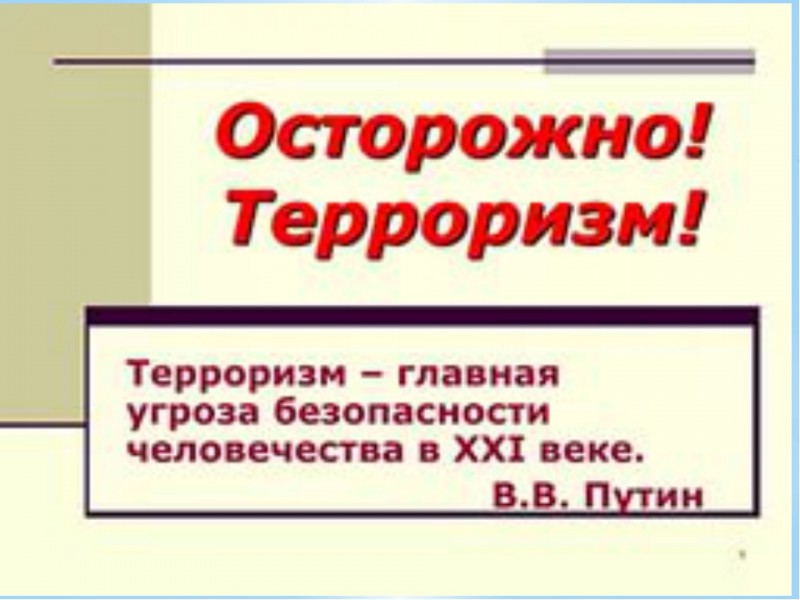 Осторожно!
Терроризм!
Терроризм – главная
угроза безопасности
человечества в XXI веке.
В.В. Путин